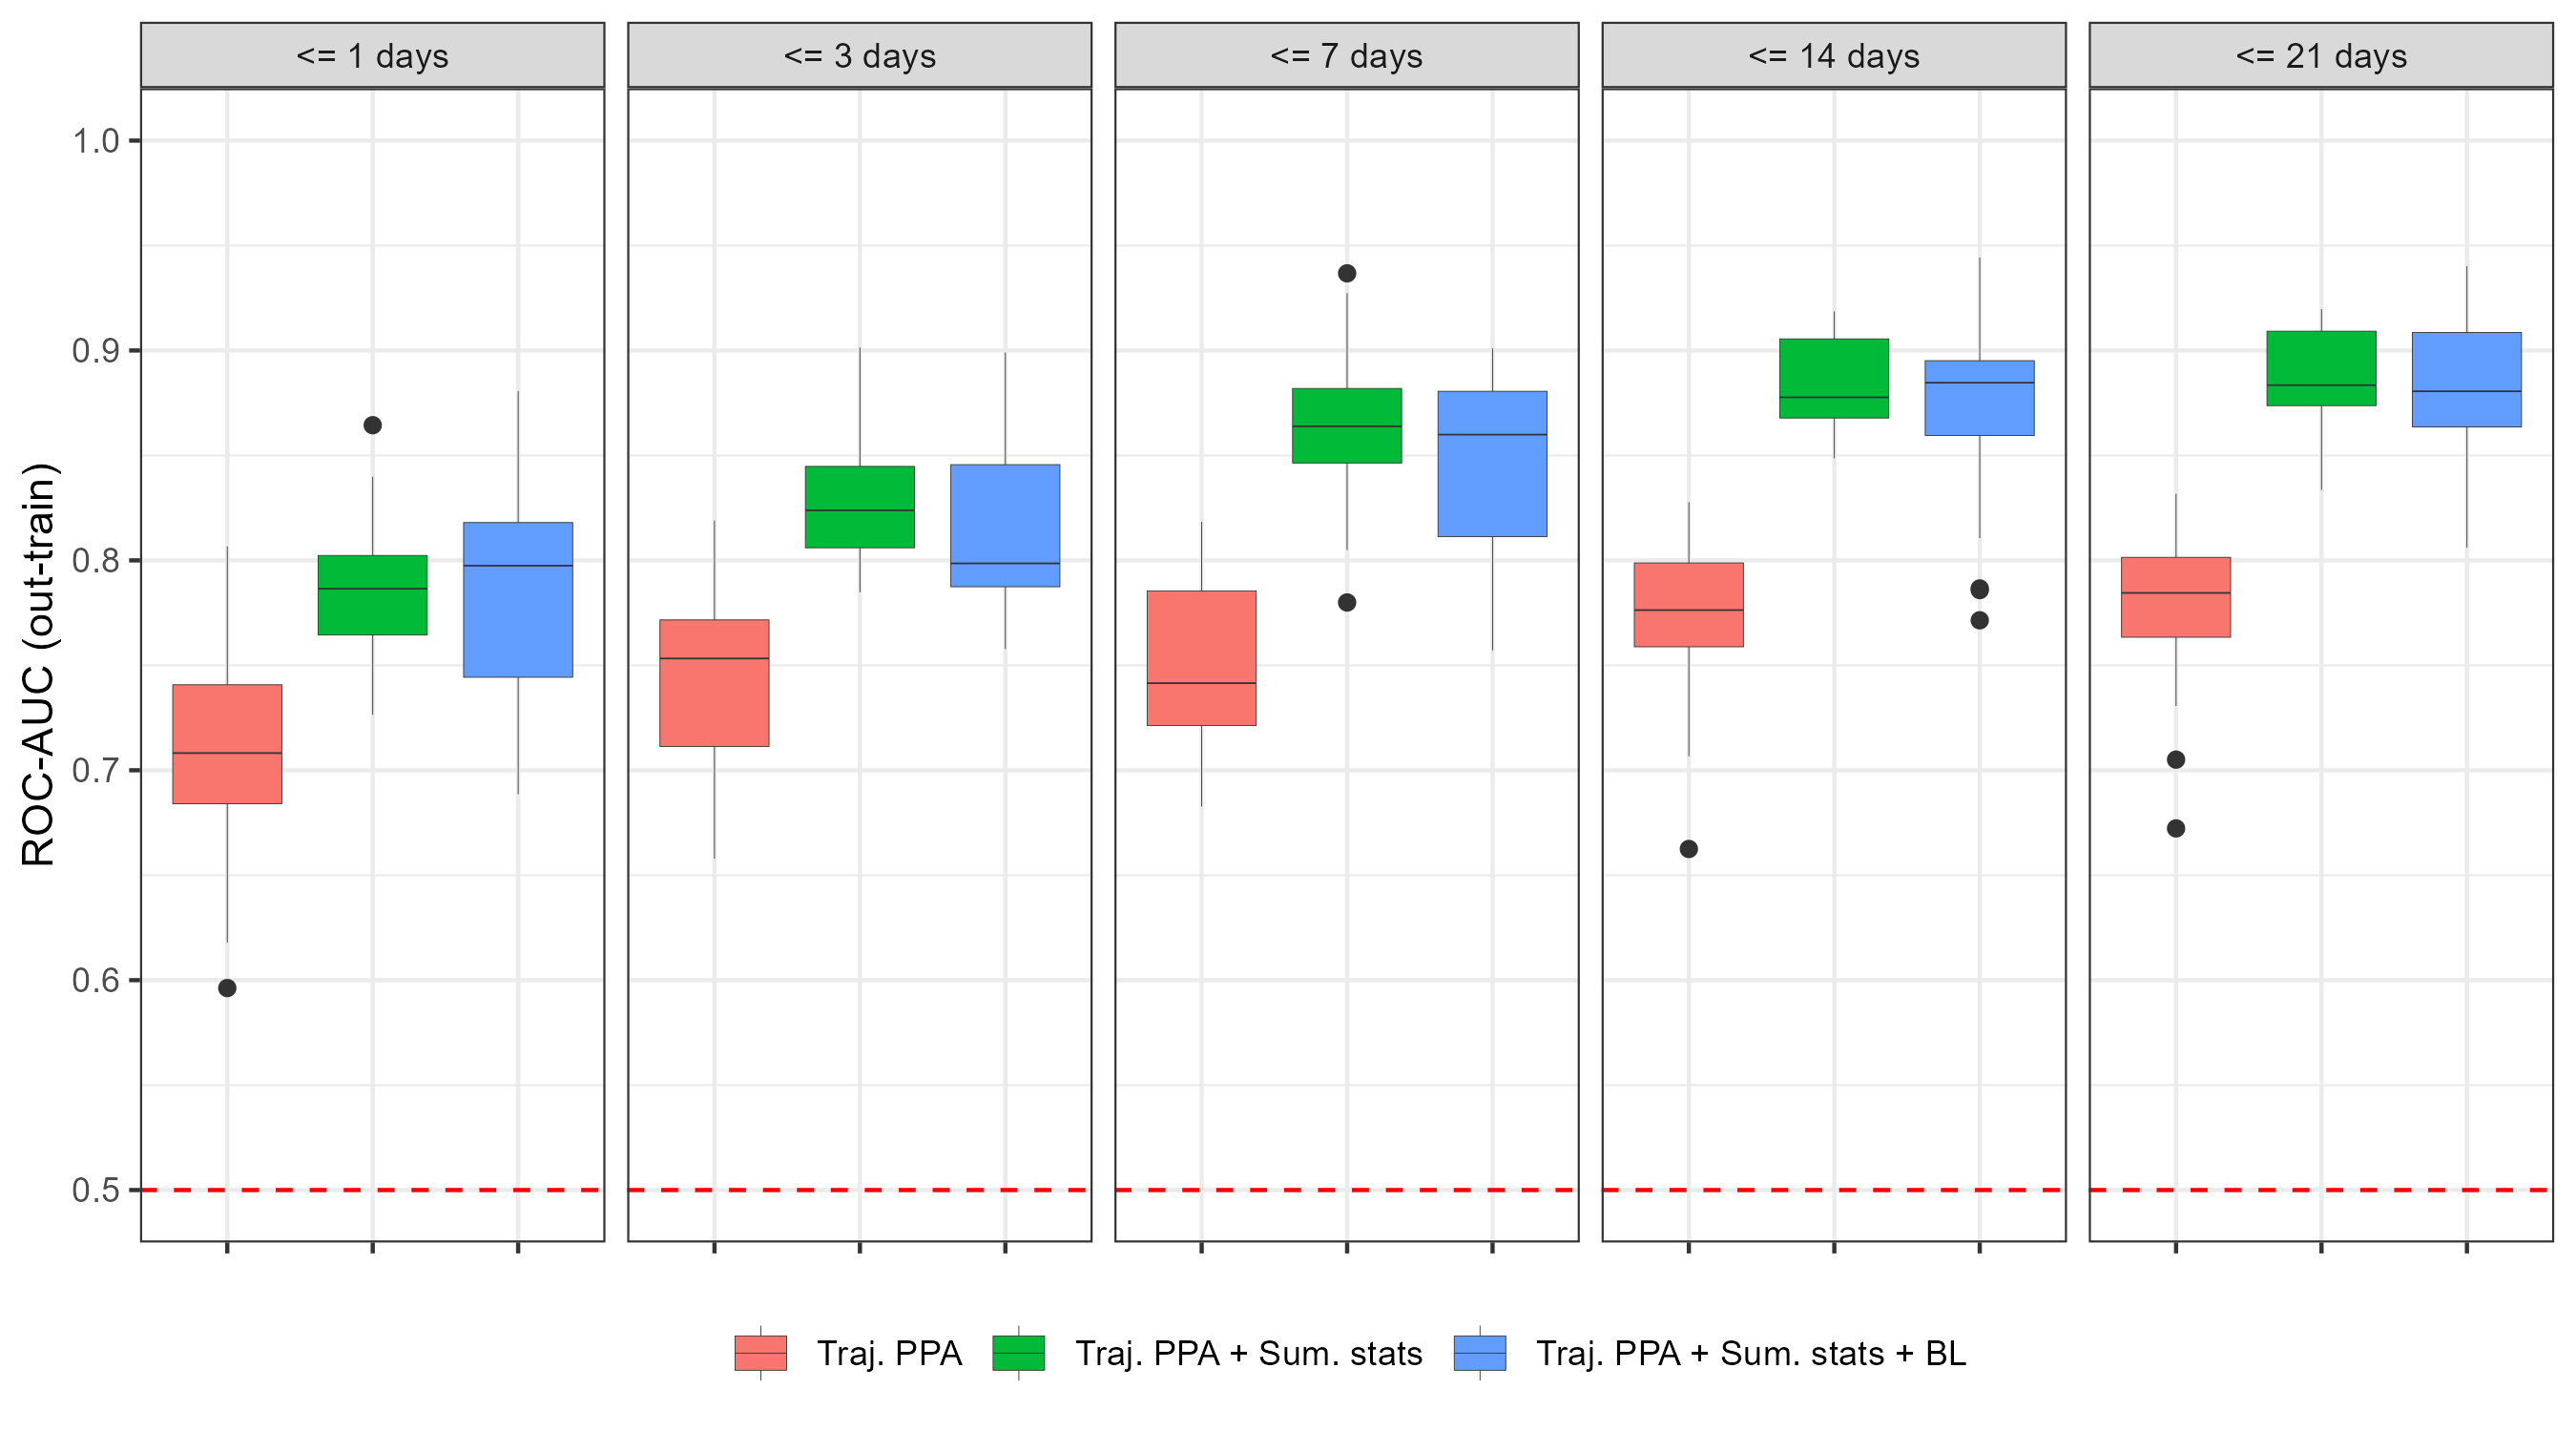 <= 1 days
<= 3 days
<= 7 days
<= 14 days
<= 21 days
ROC-AUC (out-train)
1.0
0.9
0.8
0.7
0.6
0.5
Traj. PPA
Traj. PPA + Sum. stats
Traj. PPA + Sum. stats + BL